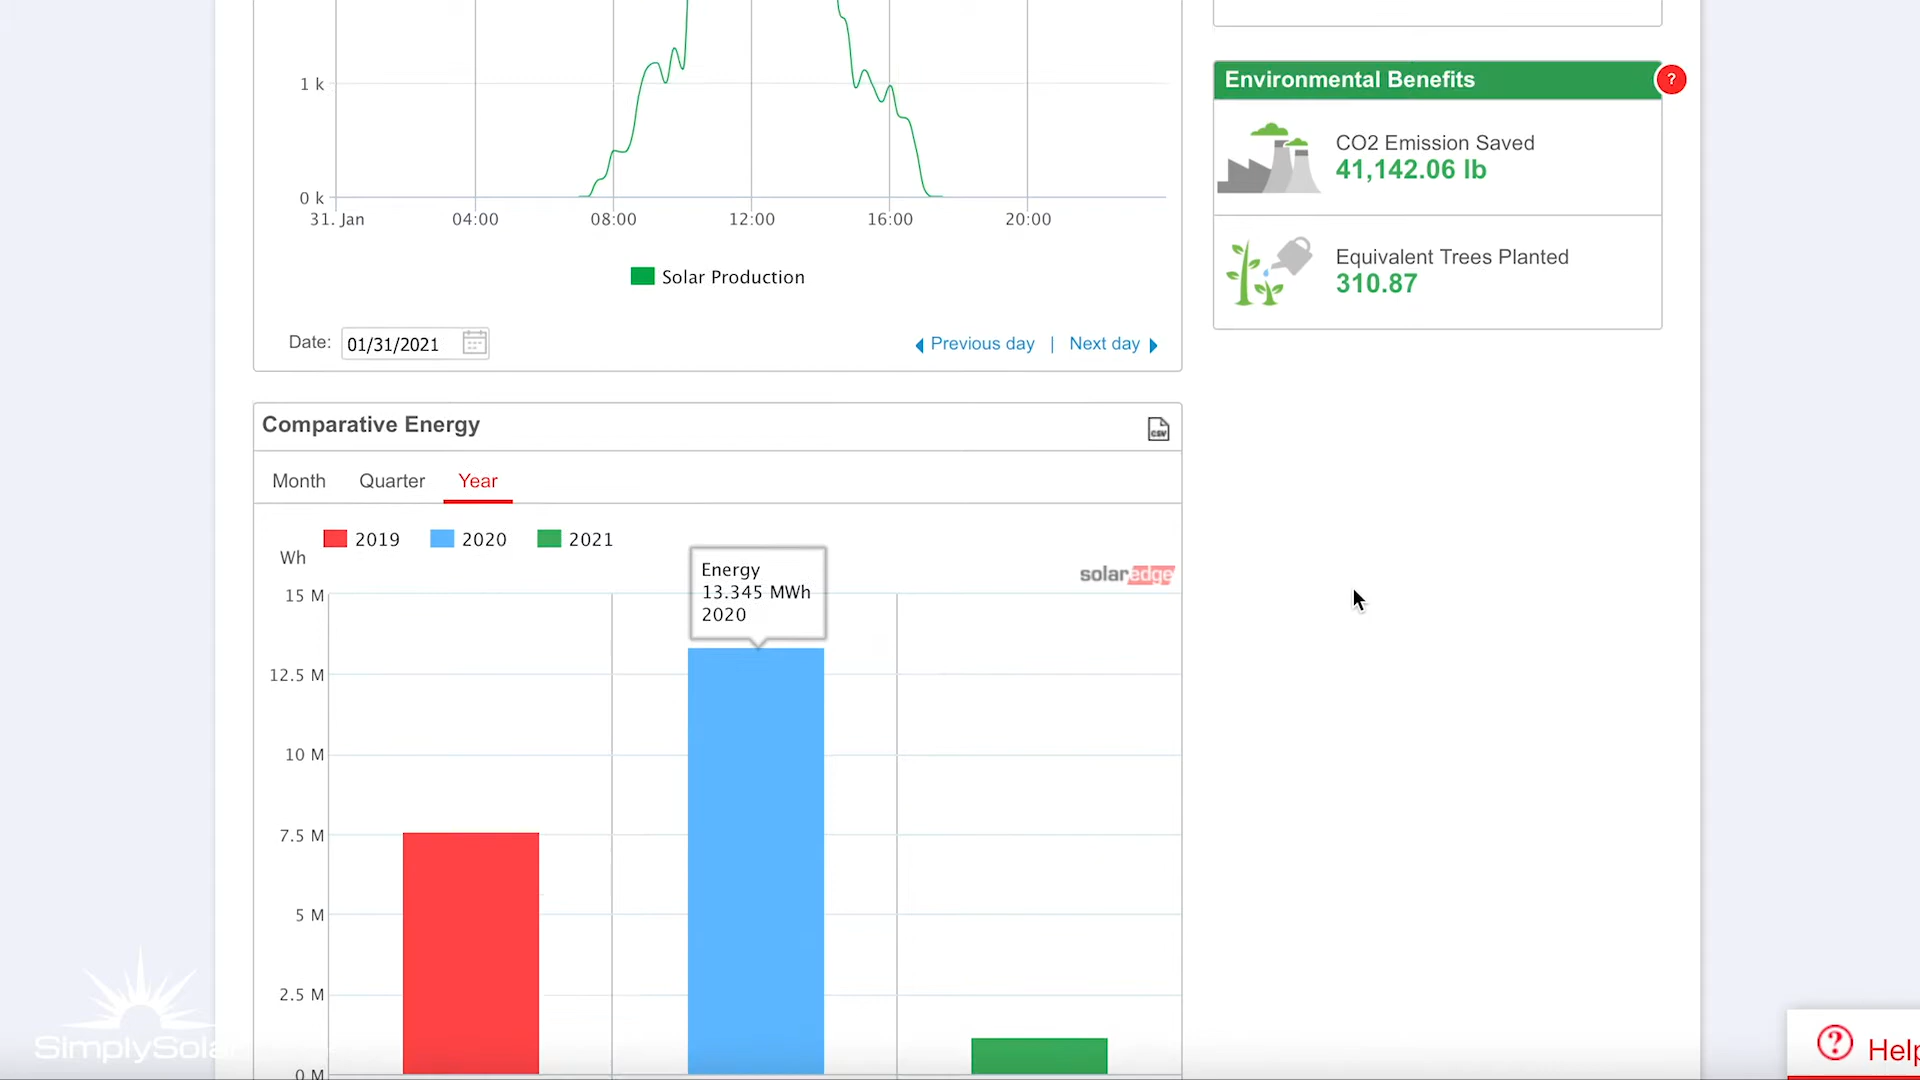 1 k
0 k
31. Jan 04:00 08:00 12:00 16:00 20:00
Solar Production
Date: 01/31/2021
Previous day | Next day
Environmental Benefits ?
CO2 Emission Saved
41,142.06 lb
Equivalent Trees Planted
310.87
Comparative Energy
CSV
Month Quarter Year
2019 2020 2021
Wh
Energy
13.345 MWh
2020
solaredge
15 M
12.5 M
10 M
7.5 M
5 M
2.5 M
0 M
SimplySolar
? Help